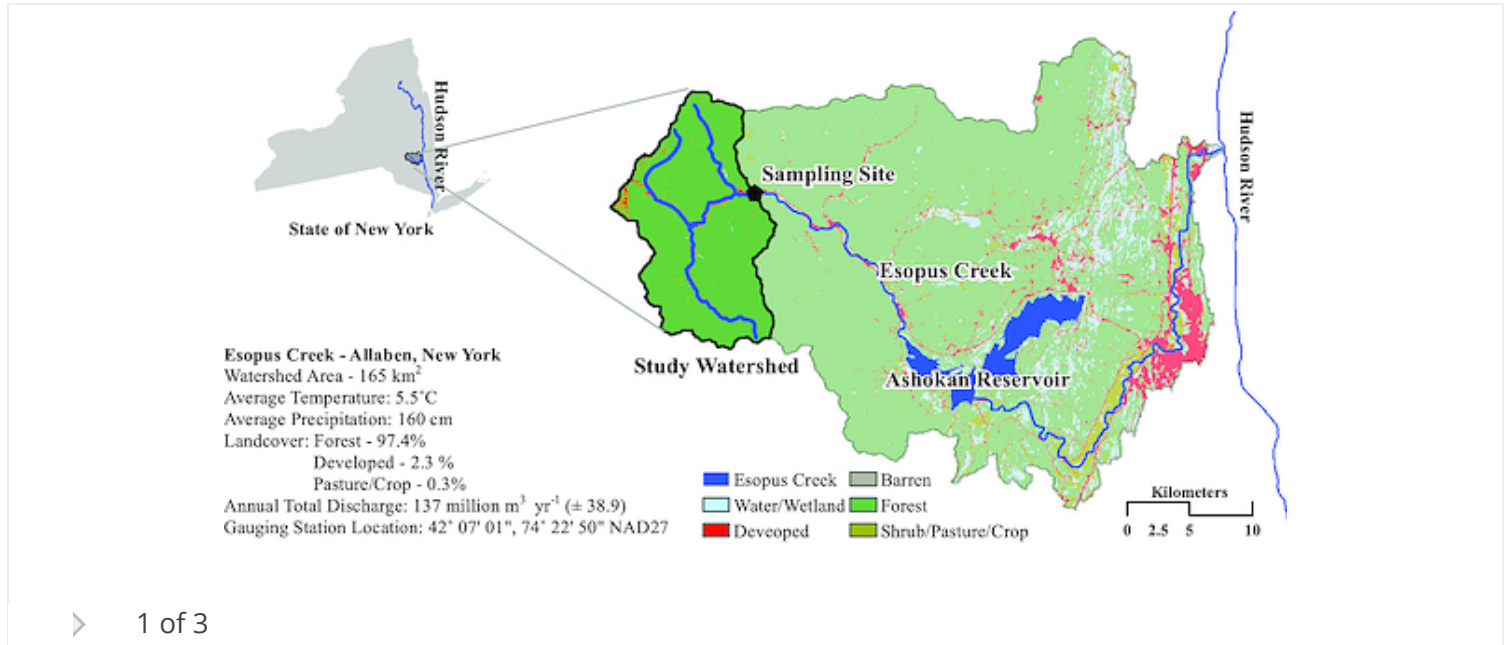 Hudson River
State of New York
Sampling Site
Hudson River
Esopus Creek
Study Watershed
Ashokan Reservoir
Esopus Creek - Allaben, New York
Watershed Area - 165 km²
Average Temperature: 5.5˚C
Average Precipitation: 160 cm
Landcover: Forest - 97.4%
Developed - 2.3 %
Pasture/Crop - 0.3%
Annual Total Discharge: 137 million m³ yr⁻¹ (± 38.9)
Gauging Station Location: 42˚ 07' 01", 74˚ 22' 50" NAD27
Esopus Creek
Barren
Water/Wetland
Forest
Deveoped
Shrub/Pasture/Crop
Kilometers
0 2.5 5 10
1 of 3